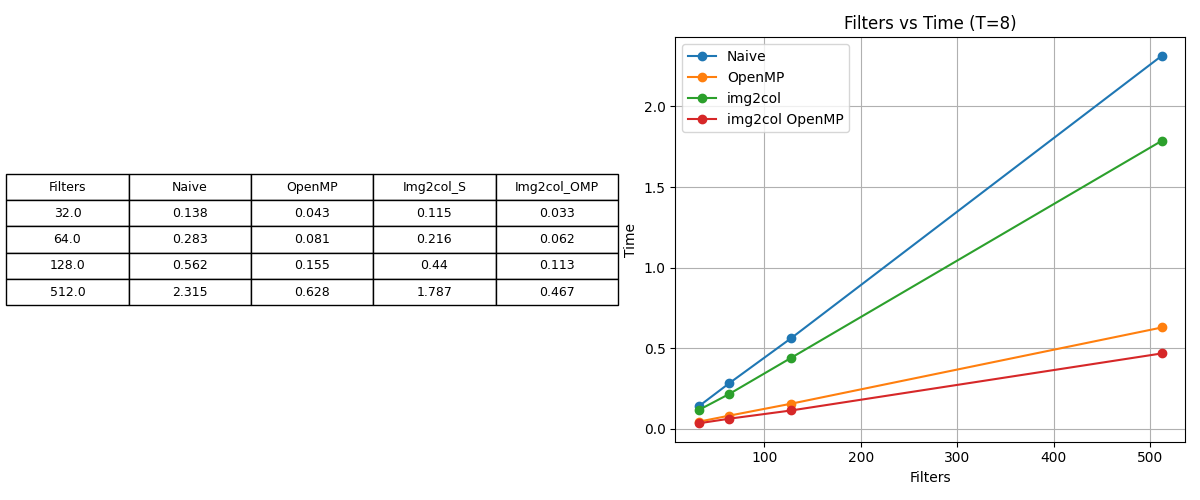 Filters Naive OpenMP Img2col_S Img2col_OMP
32.0 0.138 0.043 0.115 0.033
64.0 0.283 0.081 0.216 0.062
128.0 0.562 0.155 0.44 0.113
512.0 2.315 0.628 1.787 0.467
Filters vs Time (T=8)
Naive
OpenMP
img2col
img2col OpenMP
Time
2.0
1.5
1.0
0.5
0.0
100 200 300 400 500
Filters